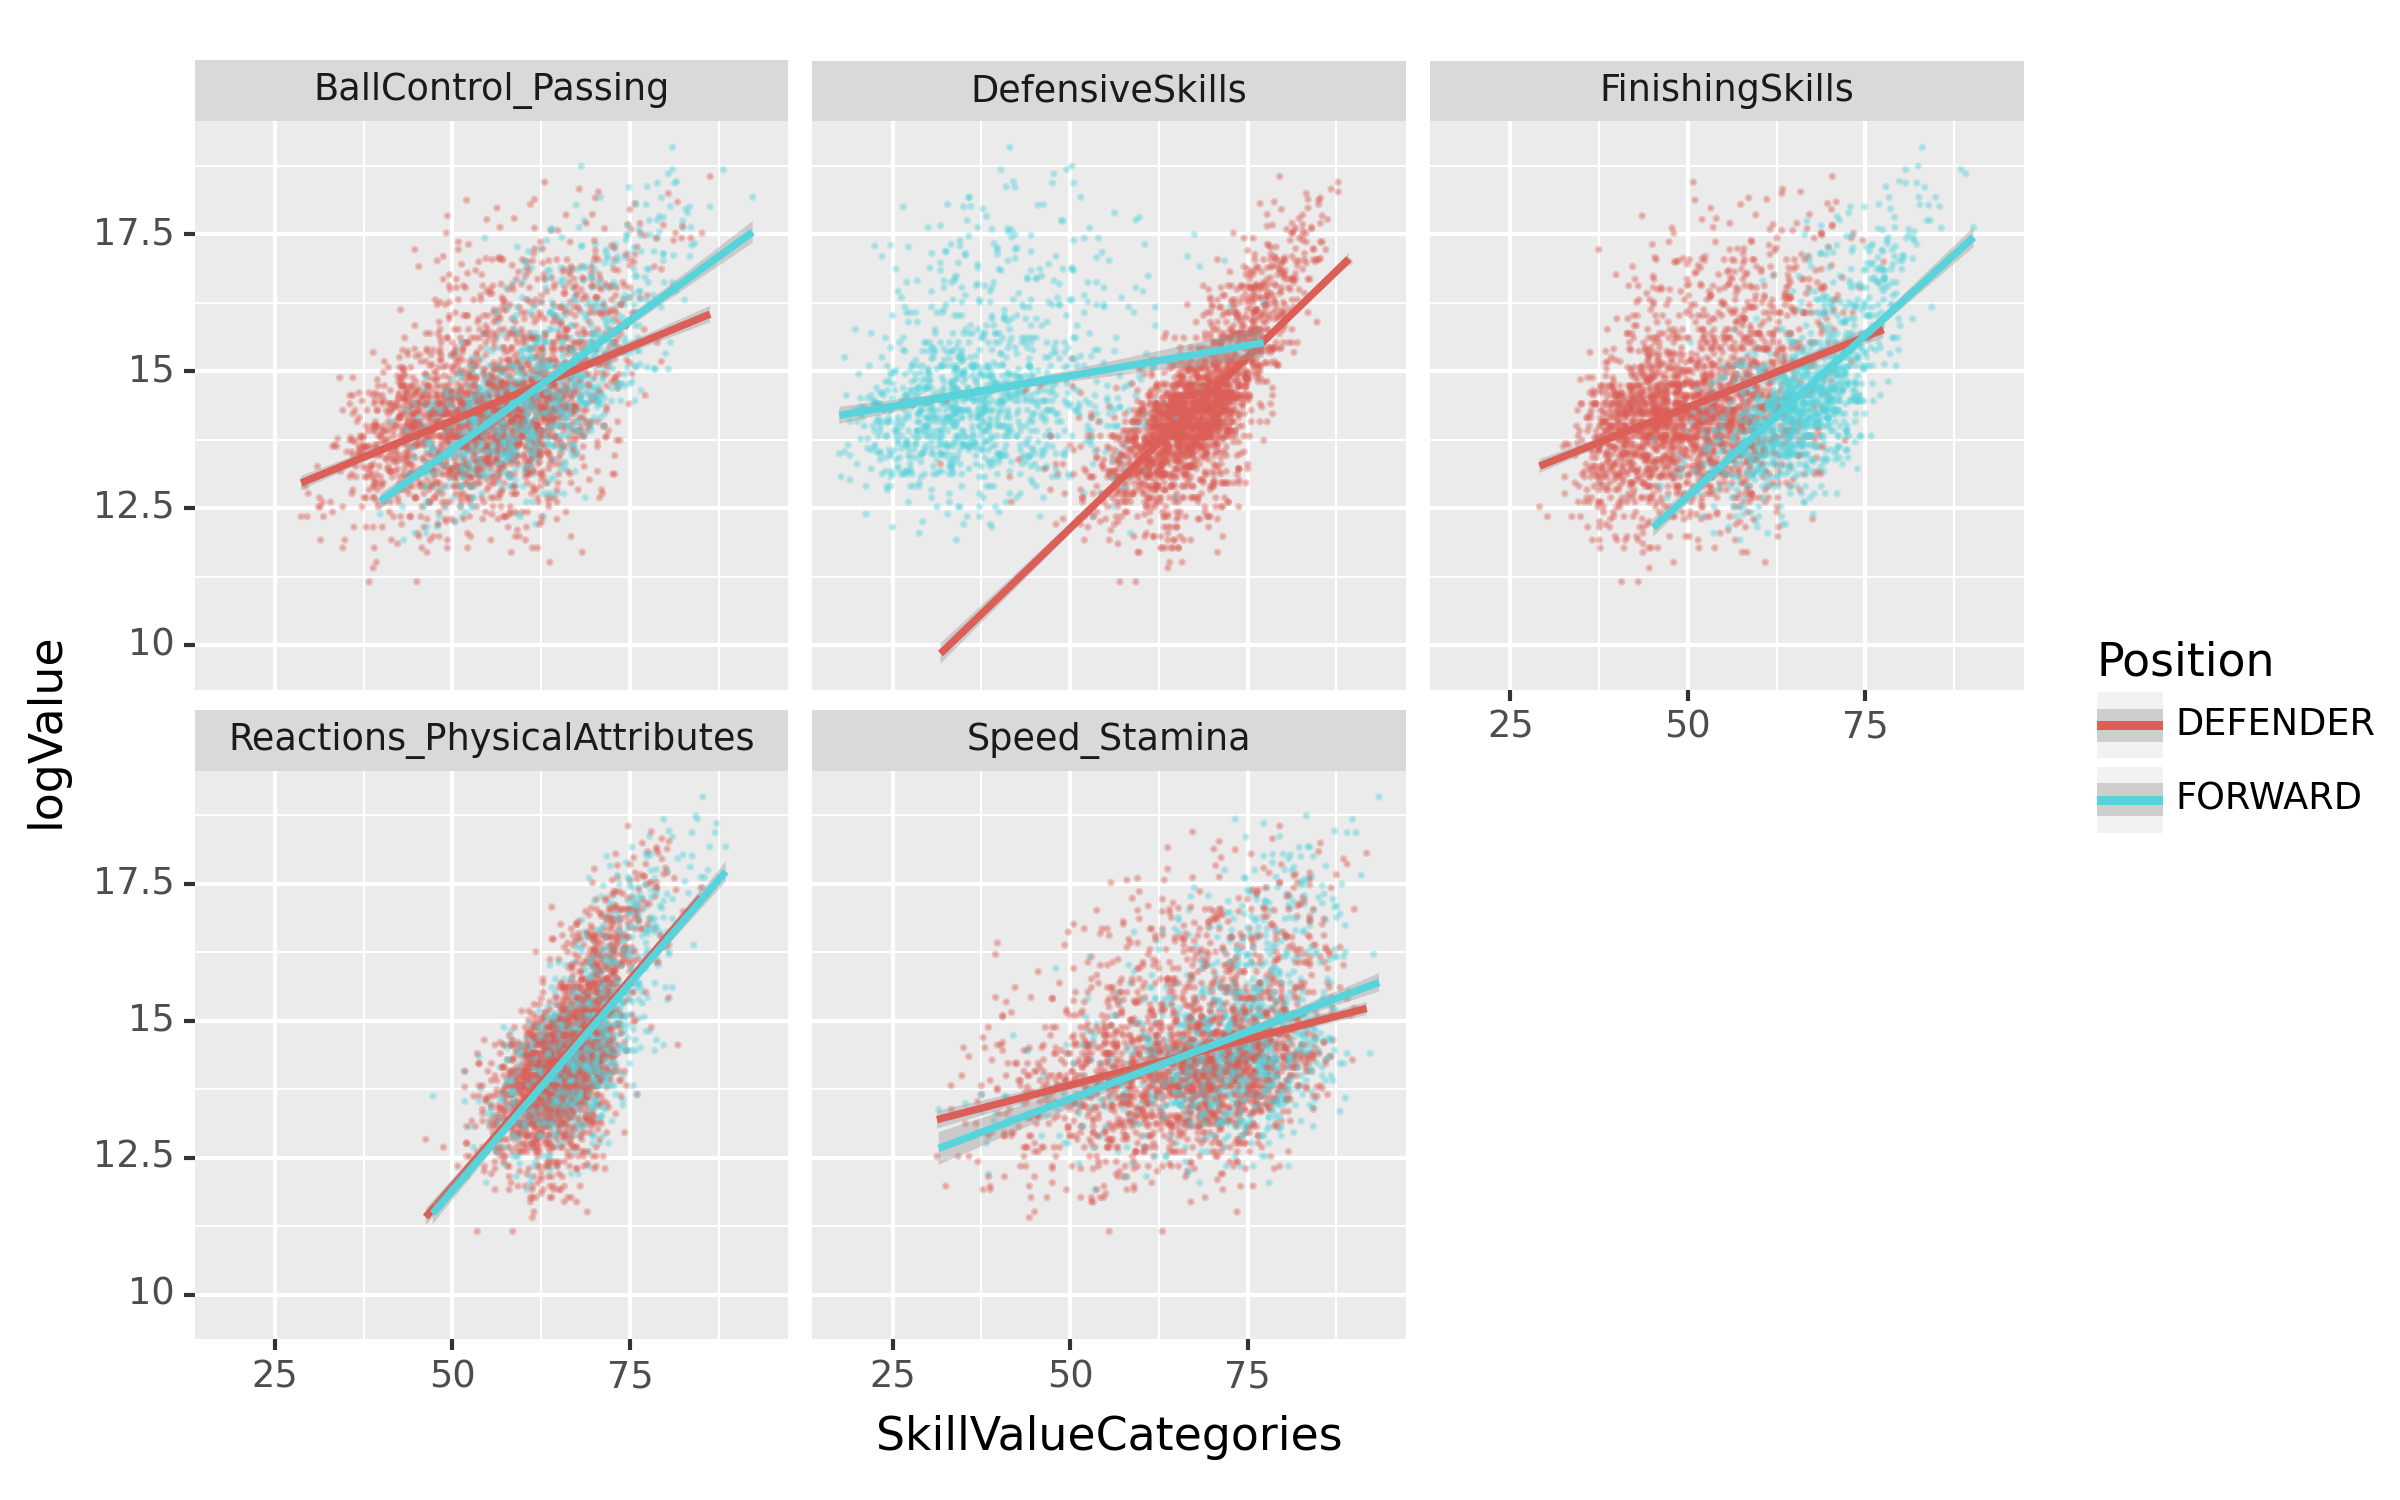 BallControl_Passing
DefensiveSkills
FinishingSkills
17.5
15
12.5
10
25
50
75
Reactions_PhysicalAttributes
Speed_Stamina
17.5
15
12.5
10
25
50
75
25
50
75
logValue
SkillValueCategories
Position
DEFENDER
FORWARD